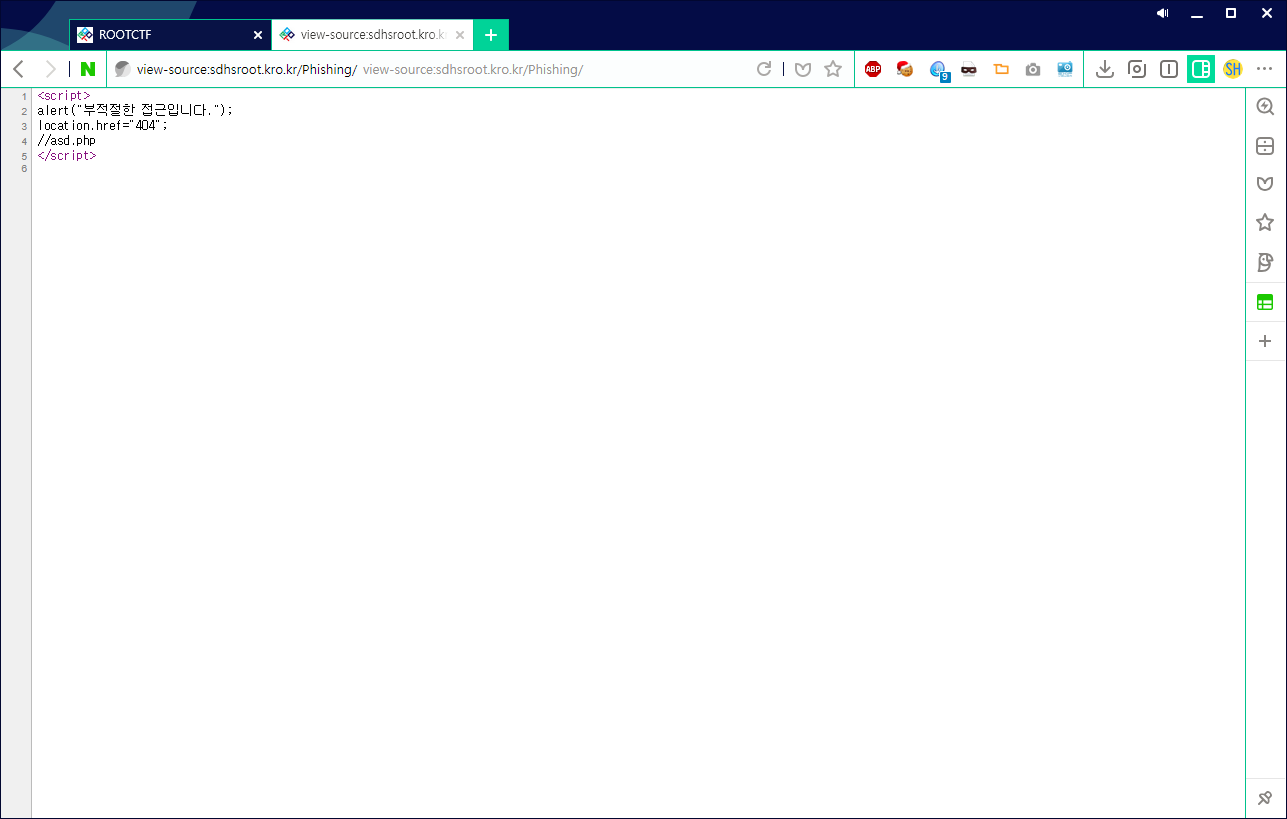 ROOTCTF
view-source:sdhsroot.kro.k
N view-source:sdhsroot.kro.kr/Phishing/ view-source:sdhsroot.kro.kr/Phishing/ ABP 9 SH
1 <script>
2 alert("부적절한 접근입니다.");
3 location.href="404";
4 //asd.php
5 </script>
6